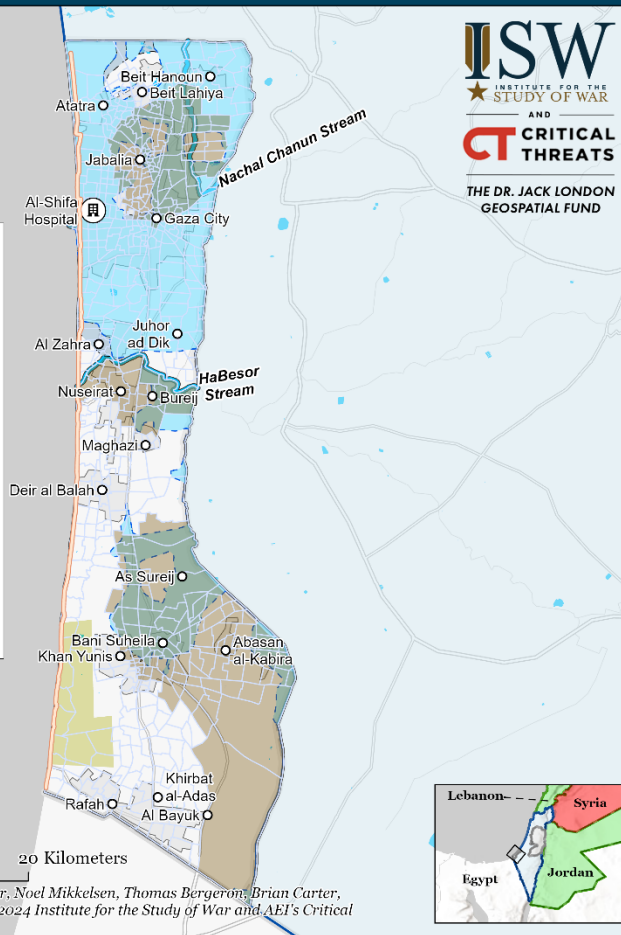 ISW
INSTITUTE FOR THE
STUDY OF WAR
AND
CT CRITICAL
THREATS
THE DR. JACK LONDON
GEOSPATIAL FUND
Beit Hanoun
Beit Lahiya
Atatra
Nachal Chanun Stream
Jabalia
Al-Shifa
Hospital
Gaza City
Juhor
ad Dik
Al Zahra
HaBesor
Stream
Nuseirat
Bureij
Maghazi
Deir al Balah
As Sureij
Bani Suheila
Abasan
al-Kabira
Khan Yunis
Khirbat
al-Adas
Rafah
Al Bayuk
Lebanon
Syria
Egypt
Jordan
20 Kilometers
r, Noel Mikkelsen, Thomas Bergeron, Brian Carter,
2024 Institute for the Study of War and AEI's Critical